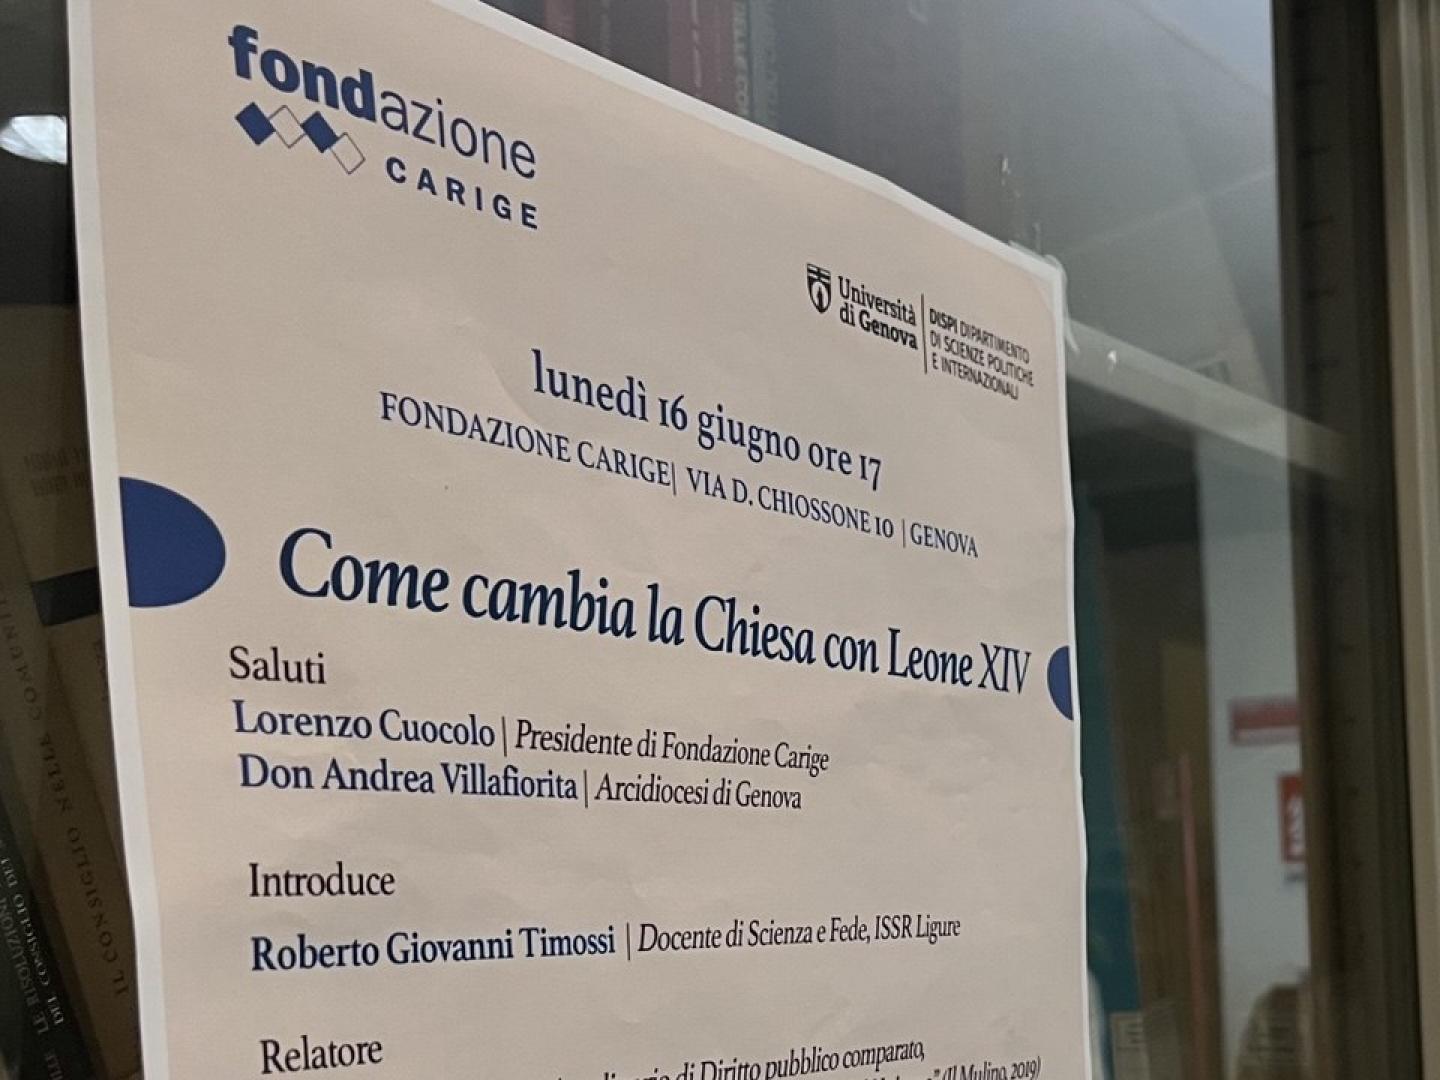 fondazione
CARIGE
Università
di Genova
DISPI DIPARTIMENTO
DI SCIENZE POLITICHE
E INTERNAZIONALI
lunedì 16 giugno ore 17
FONDAZIONE CARIGE| VIA D. CHIOSSONE 10 | GENOVA
Come cambia la Chiesa con Leone XIV
Saluti
Lorenzo Cuocolo | Presidente di Fondazione Carige
Don Andrea Villafiorita | Arcidiocesi di Genova
Introduce
Roberto Giovanni Timossi | Docente di Scienza e Fede, ISSR Ligure
Relatore
di Diritto pubblico comparato,
(Il Mulino, 2019)
IL CONSIGLIO NELLE
LE RISOLUZIONI
DEL CONSIGLIO DEI